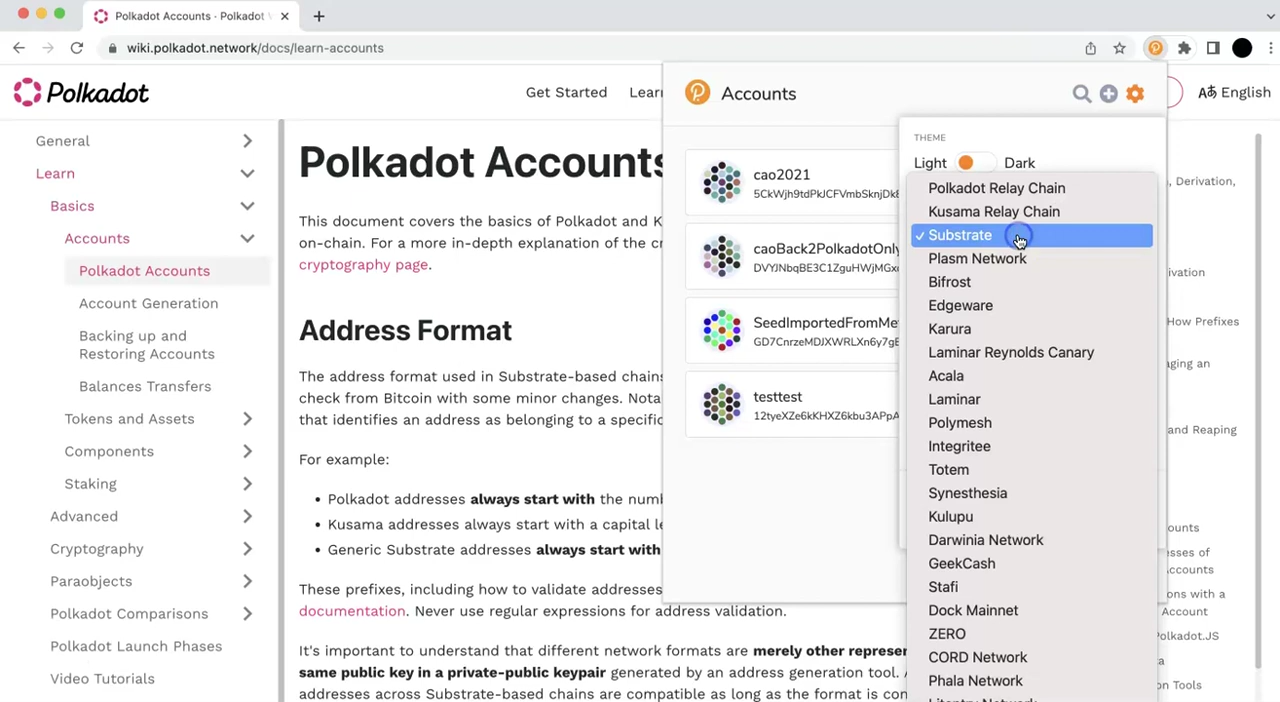 Polkadot Accounts · Polkadot
wiki.polkadot.network/docs/learn-accounts
Polkadot
Get Started
Learn
English
General
Learn
Basics
Accounts
Polkadot Accounts
Account Generation
Backing up and
Restoring Accounts
Balances Transfers
Tokens and Assets
Components
Staking
Advanced
Cryptography
Paraobjects
Polkadot Comparisons
Polkadot Launch Phases
Video Tutorials
Polkadot Accounts
This document covers the basics of Polkadot and K
on-chain. For a more in-depth explanation of the cr
cryptography page.
Address Format
The address format used in Substrate-based chains
check from Bitcoin with some minor changes. Nota
that identifies an address as belonging to a specific
For example:
• Polkadot addresses always start with the num
• Kusama addresses always start with a capital le
• Generic Substrate addresses always start with
These prefixes, including how to validate addresses
documentation. Never use regular expressions for address validation.
It's important to understand that different network formats are merely other represer
same public key in a private-public keypair generated by an address generation tool.
addresses across Substrate-based chains are compatible as long as the format is con
Accounts
cao2021
caoBack2PolkadotOnly
testtest
THEME
Light Dark
Polkadot Relay Chain
Kusama Relay Chain
✓ Substrate
Plasm Network
Bifrost
Edgeware
Karura
Laminar Reynolds Canary
Acala
Laminar
Polymesh
Integritee
Totem
Synesthesia
Kulupu
Darwinia Network
GeekCash
Stafi
Dock Mainnet
ZERO
CORD Network
Phala Network
, Derivation,
ivation
How Prefixes
aging an
and Reaping
ounts
sses of
Accounts
ons with a
Account
Polkadot.JS
a
on Tools